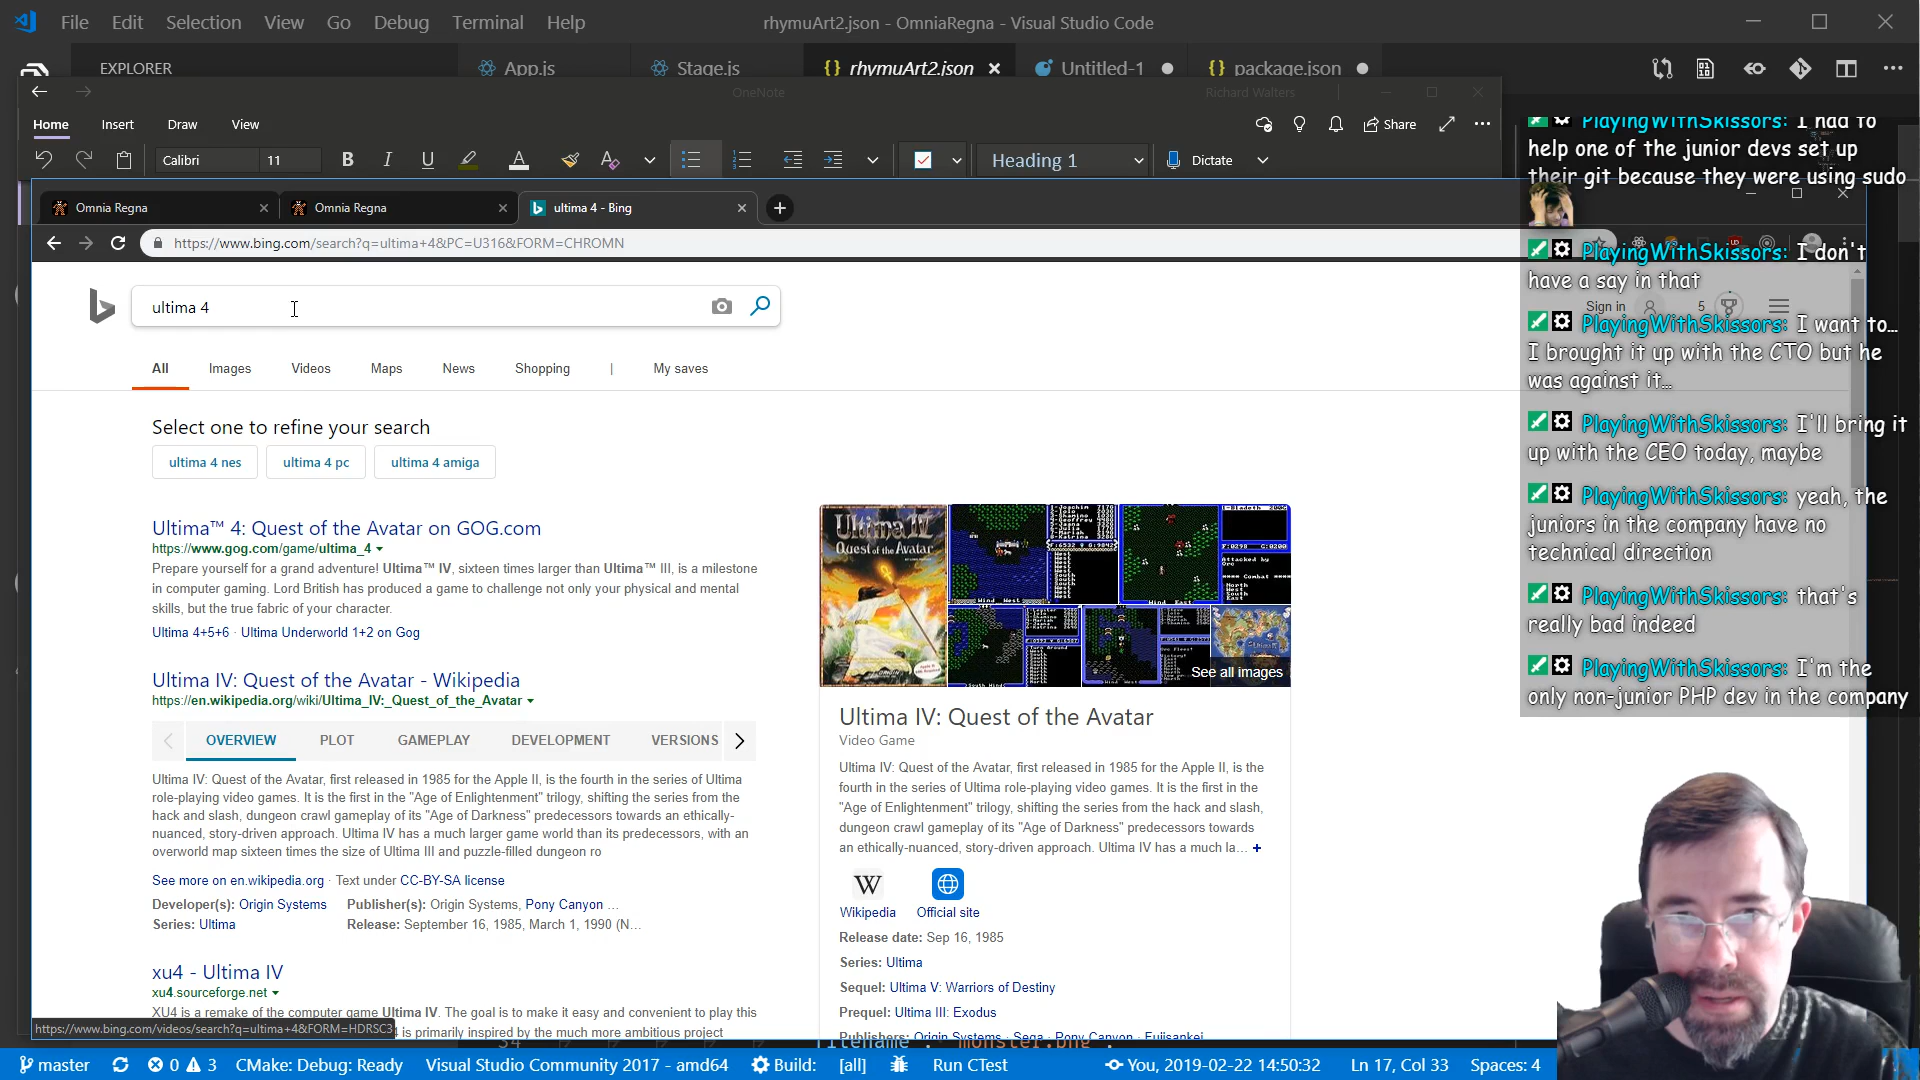 File Edit Selection View Go Debug Terminal Help
rhymuArt2.json - OmniaRegna - Visual Studio Code
EXPLORER
App.js
Stage.js
{} rhymuArt2.json
Untitled-1
{} package.json
OneNote
Richard Walters
Home Insert Draw View
Share
Calibri 11 B I U A
Heading 1
Dictate
Omnia Regna
Omnia Regna
ultima 4 - Bing
https://www.bing.com/search?q=ultima+4&PC=U316&FORM=CHROMN
ultima 4
Sign in 5
All Images Videos Maps News Shopping | My saves
Select one to refine your search
ultima 4 nes ultima 4 pc ultima 4 amiga
Ultima™ 4: Quest of the Avatar on GOG.com
https://www.gog.com/game/ultima_4
Prepare yourself for a grand adventure! Ultima™ IV, sixteen times larger than Ultima™ III, is a milestone
in computer gaming. Lord British has produced a game to challenge not only your physical and mental
skills, but the true fabric of your character.
Ultima 4+5+6 · Ultima Underworld 1+2 on Gog
Ultima IV: Quest of the Avatar - Wikipedia
https://en.wikipedia.org/wiki/Ultima_IV:_Quest_of_the_Avatar
OVERVIEW PLOT GAMEPLAY DEVELOPMENT VERSIONS
Ultima IV: Quest of the Avatar, first released in 1985 for the Apple II, is the fourth in the series of Ultima
role-playing video games. It is the first in the "Age of Enlightenment" trilogy, shifting the series from the
hack and slash, dungeon crawl gameplay of its "Age of Darkness" predecessors towards an ethically-
nuanced, story-driven approach. Ultima IV has a much larger game world than its predecessors, with an
overworld map sixteen times the size of Ultima III and puzzle-filled dungeon ro
See more on en.wikipedia.org · Text under CC-BY-SA license
Developer(s): Origin Systems Publisher(s): Origin Systems, Pony Canyon ...
Series: Ultima Release: September 16, 1985, March 1, 1990 (N...
xu4 - Ultima IV
xu4.sourceforge.net
XU4 is a remake of the computer game Ultima IV. The goal is to make it easy and convenient to play this
4 is primarily inspired by the much more ambitious project
https://www.bing.com/videos/search?q=ultima+4&FORM=HDRSC3
Ultima IV
Quest of the Avatar
See all images
Ultima IV: Quest of the Avatar
Video Game
Ultima IV: Quest of the Avatar, first released in 1985 for the Apple II, is the
fourth in the series of Ultima role-playing video games. It is the first in the
"Age of Enlightenment" trilogy, shifting the series from the hack and slash,
dungeon crawl gameplay of its "Age of Darkness" predecessors towards
an ethically-nuanced, story-driven approach. Ultima IV has a much la... +
W
Wikipedia Official site
Release date: Sep 16, 1985
Series: Ultima
Sequel: Ultima V: Warriors of Destiny
Prequel: Ultima III: Exodus
Publishers: Origin Systems · Sega · Pony Canyon · Fujisankei
PlayingWithSkissors: I had to
help one of the junior devs set up
their git because they were using sudo
PlayingWithSkissors: I don't
have a say in that
PlayingWithSkissors: I want to...
I brought it up with the CTO but he
was against it...
PlayingWithSkissors: I'll bring it
up with the CEO today, maybe
PlayingWithSkissors: yeah, the
juniors in the company have no
technical direction
PlayingWithSkissors: that's
really bad indeed
PlayingWithSkissors: I'm the
only non-junior PHP dev in the company
master 0 3 CMake: Debug: Ready Visual Studio Community 2017 - amd64 Build: [all] Run CTest You, 2019-02-22 14:50:32 Ln 17, Col 33 Spaces: 4